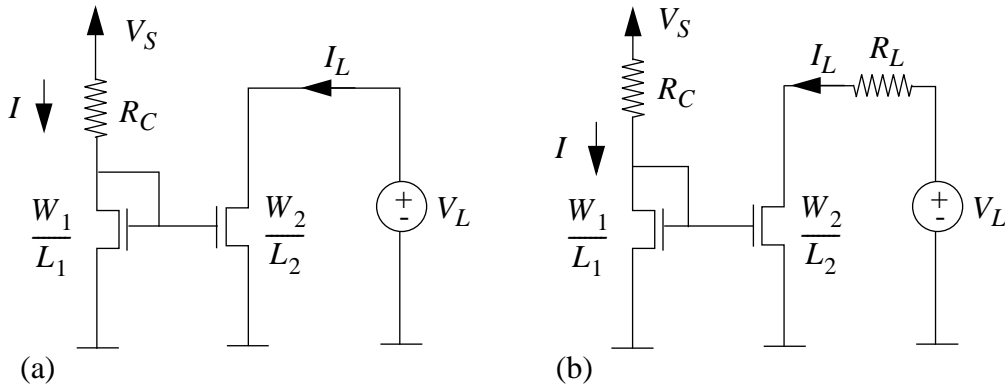 V_S
I
R_C
I_L
W_1
L_1
W_2
L_2
+
-
V_L
(a)
V_S
R_C
I
I_L
R_L
W_1
L_1
W_2
L_2
+
-
V_L
(b)